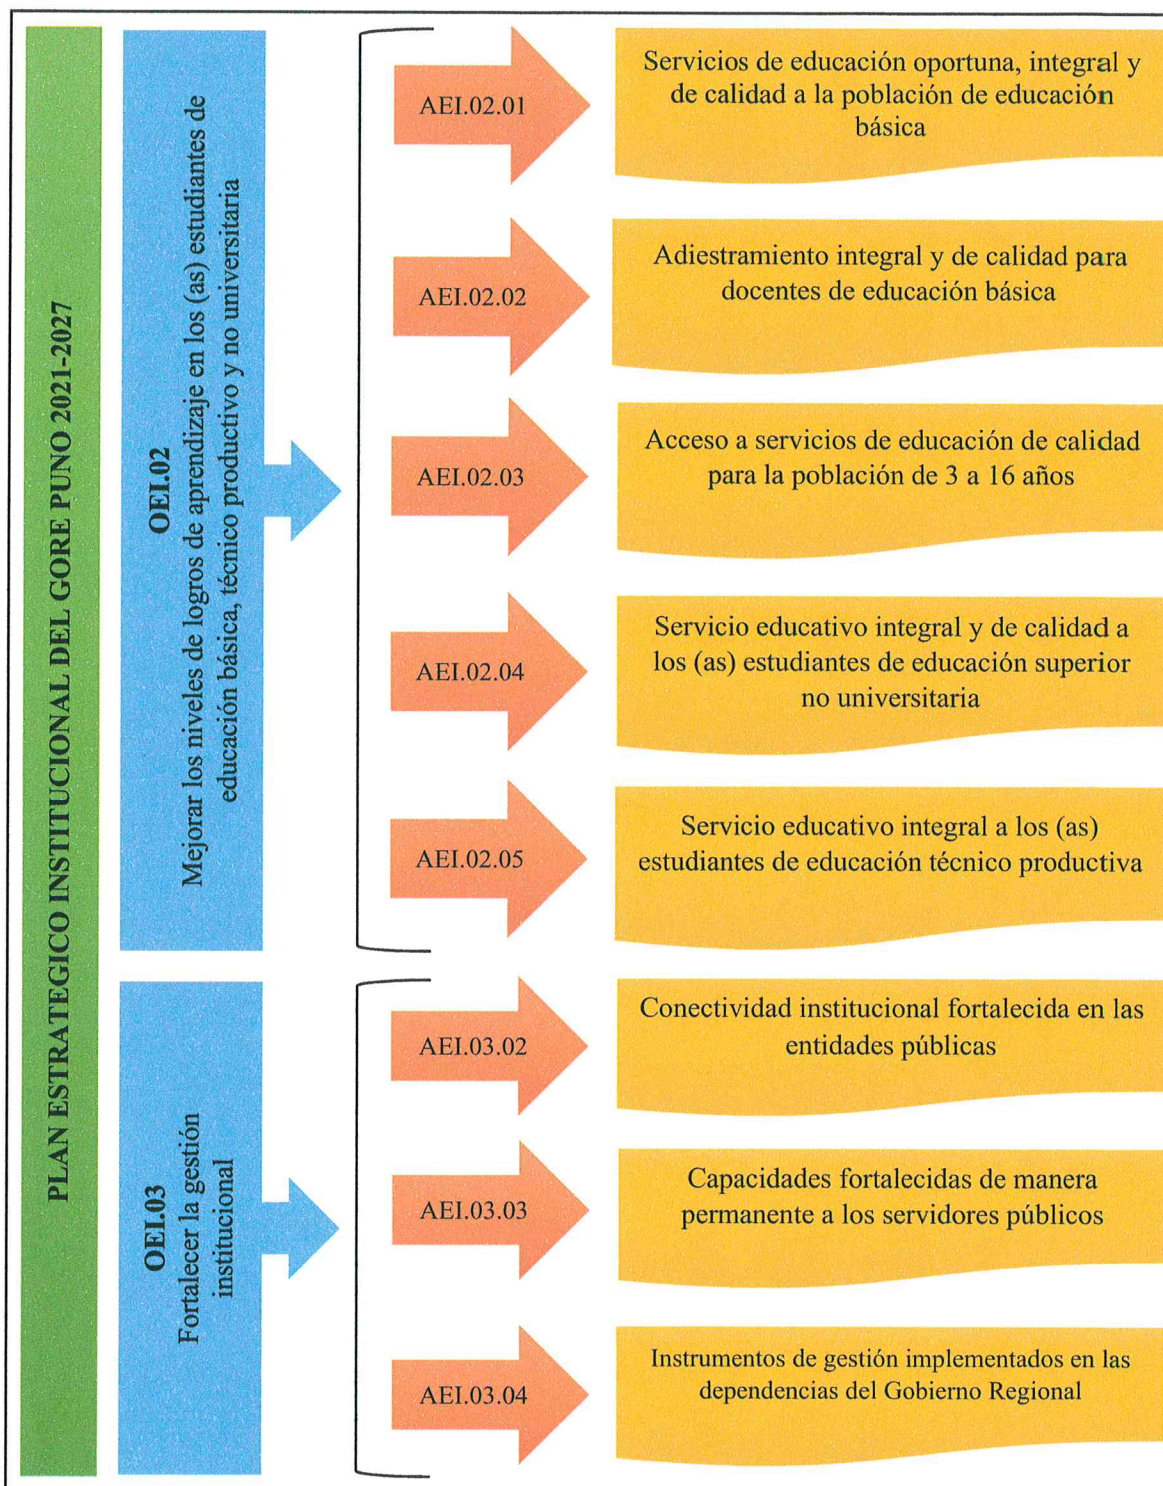 PLAN ESTRATEGICO INSTITUCIONAL DEL GORE PUNO 2021-2027
OEI.02
Mejorar los niveles de logros de aprendizaje en los (as) estudiantes de
educación básica, técnico productivo y no universitaria
AEI.02.01
Servicios de educación oportuna, integral y
de calidad a la población de educación
básica
AEI.02.02
Adiestramiento integral y de calidad para
docentes de educación básica
AEI.02.03
Acceso a servicios de educación de calidad
para la población de 3 a 16 años
AEI.02.04
Servicio educativo integral y de calidad a
los (as) estudiantes de educación superior
no universitaria
AEI.02.05
Servicio educativo integral a los (as)
estudiantes de educación técnico productiva
OEI.03
Fortalecer la gestión
institucional
AEI.03.02
Conectividad institucional fortalecida en las
entidades públicas
AEI.03.03
Capacidades fortalecidas de manera
permanente a los servidores públicos
AEI.03.04
Instrumentos de gestión implementados en las
dependencias del Gobierno Regional